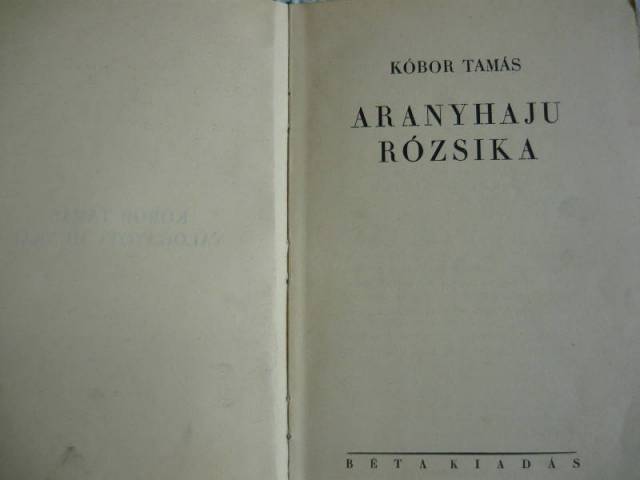 KÓBOR TAMÁS
ARANYHAJU
RÓZSIKA
BÉTA KIADÁS